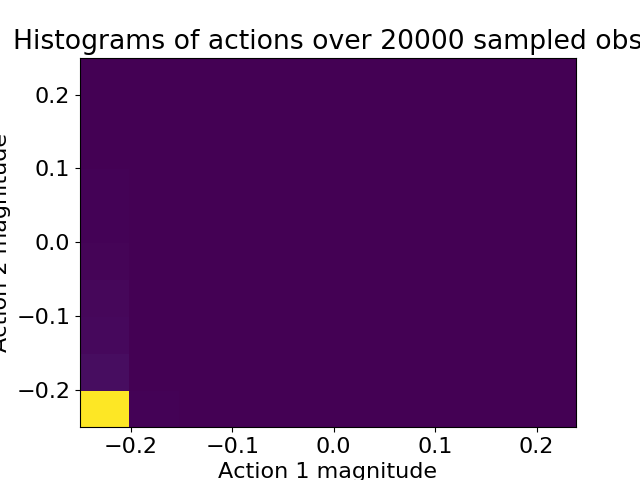 Histograms of actions over 20000 sampled obs
0.2
0.1
0.0
−0.1
−0.2
Action 2 magnitude
−0.2 −0.1 0.0 0.1 0.2
Action 1 magnitude